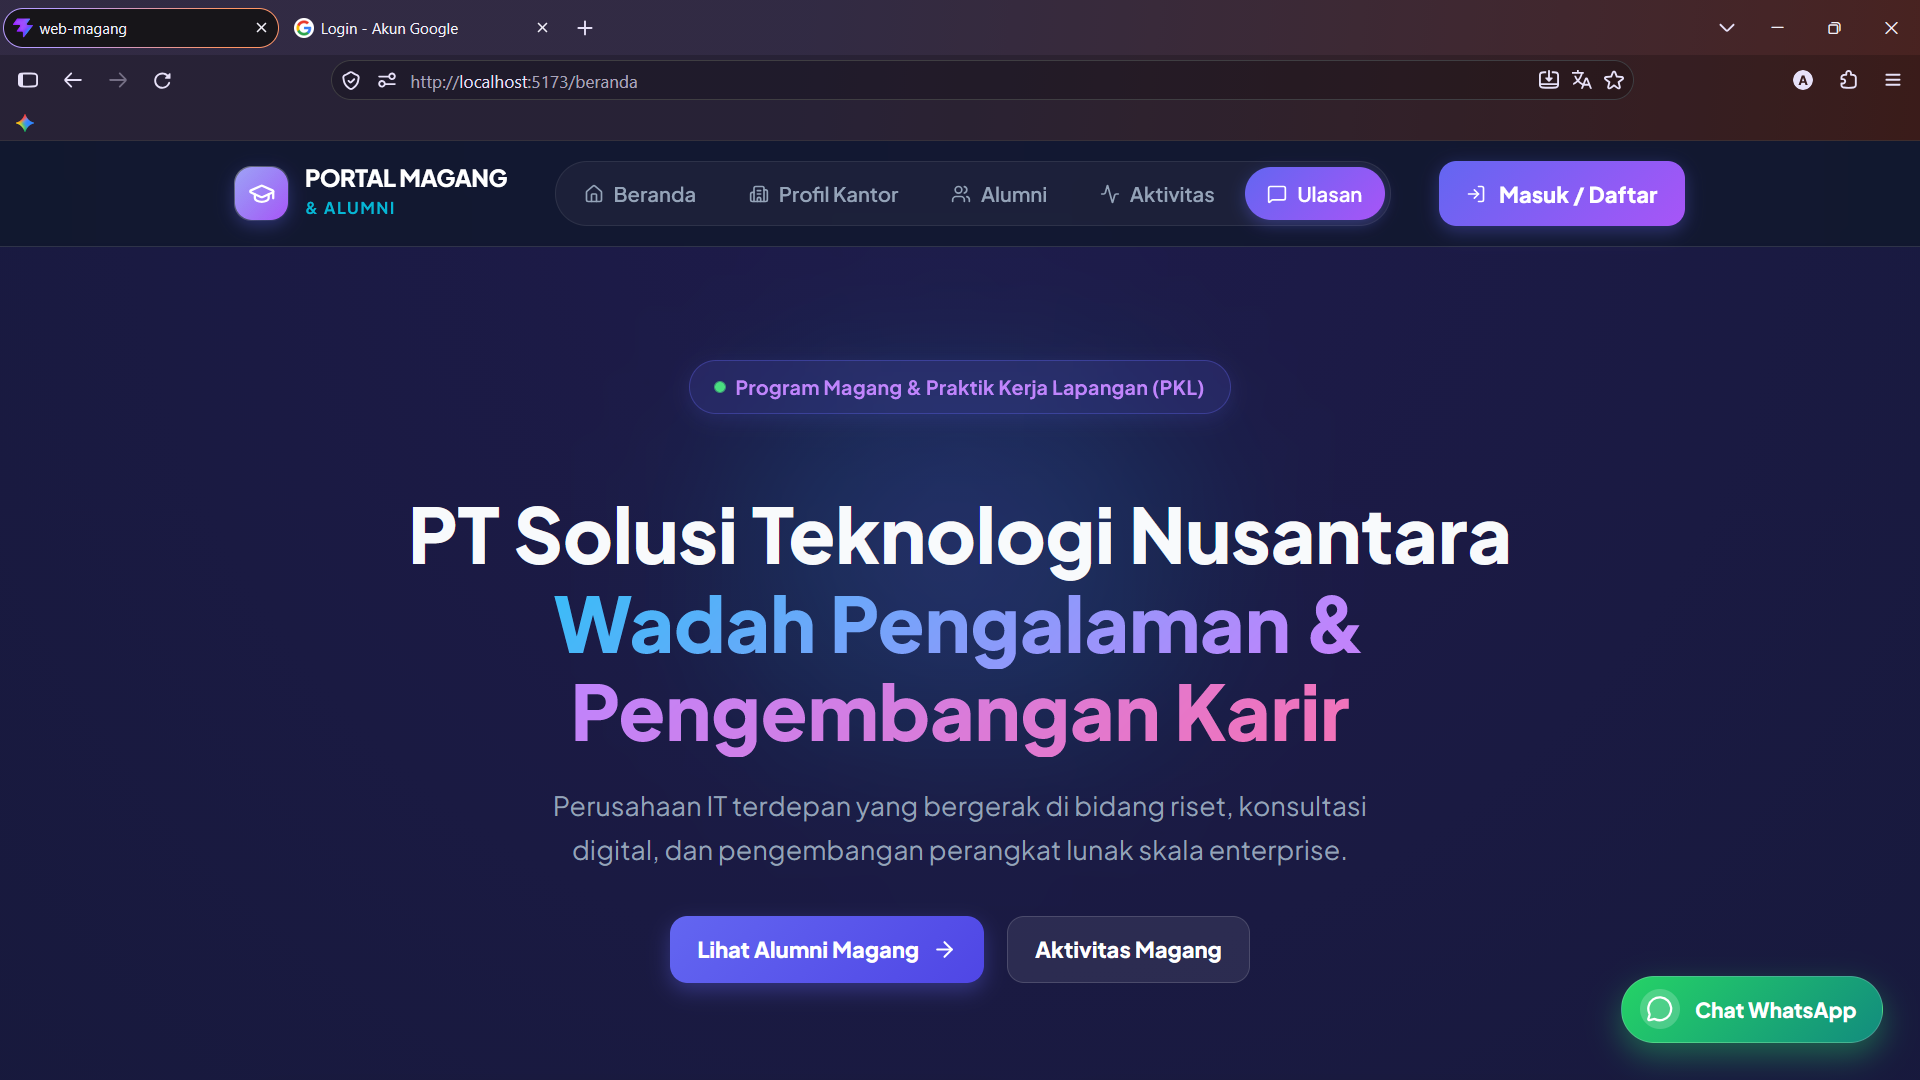 web-magang
Login - Akun Google
http://localhost:5173/beranda
PORTAL MAGANG
& ALUMNI
Beranda
Profil Kantor
Alumni
Aktivitas
Ulasan
Masuk / Daftar
Program Magang & Praktik Kerja Lapangan (PKL)
PT Solusi Teknologi Nusantara
Wadah Pengalaman &
Pengembangan Karir
Perusahaan IT terdepan yang bergerak di bidang riset, konsultasi
digital, dan pengembangan perangkat lunak skala enterprise.
Lihat Alumni Magang
Aktivitas Magang
Chat WhatsApp